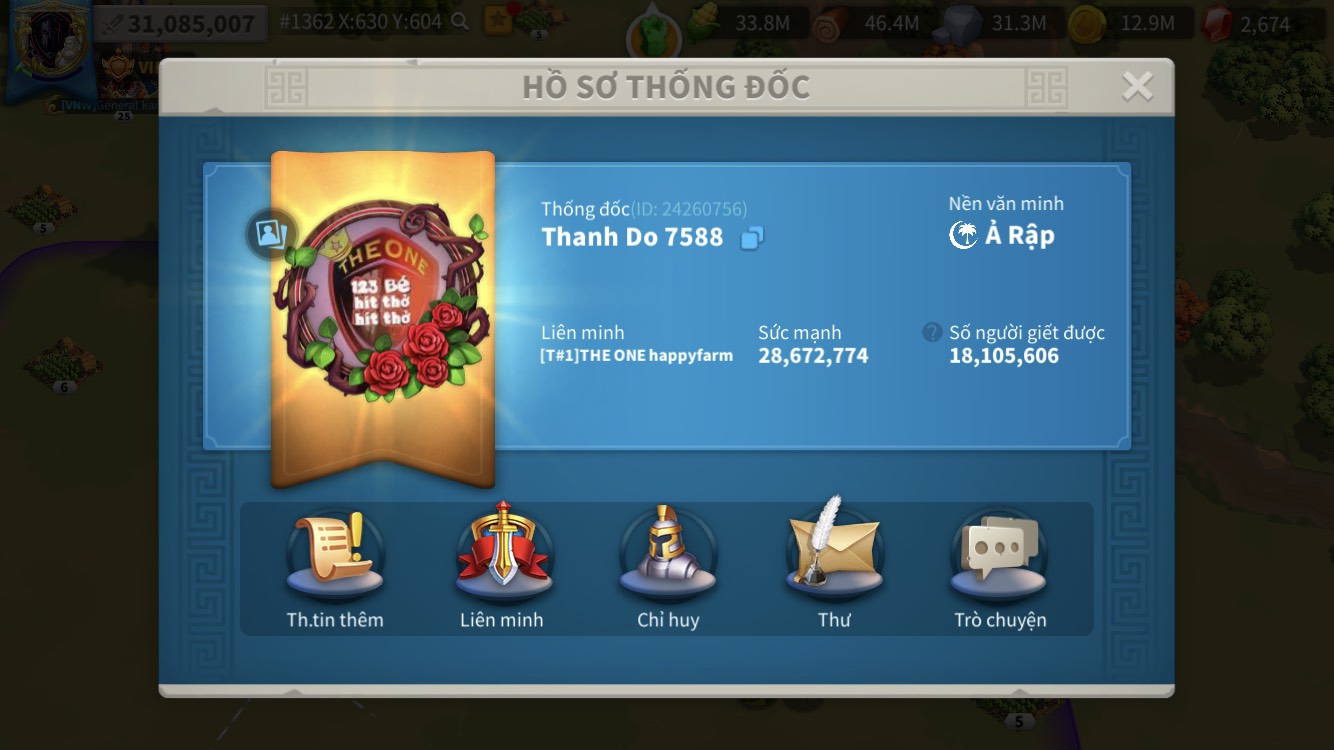 31,085,007
#1362 X:630 Y:604
33.8M
46.4M
31.3M
12.9M
2,674
5
VI
[VNW]General kar
25
HỒ SƠ THỐNG ĐỐC
Thống đốc(ID: 24260756)
Thanh Do 7588
Nền văn minh
Ả Rập
THE ONE
123 Bé
hít thở
hít thở
Liên minh
[T#1]THE ONE happyfarm
Sức mạnh
28,672,774
?
Số người giết được
18,105,606
5
6
Th.tin thêm
Liên minh
Chỉ huy
Thư
Trò chuyện
5